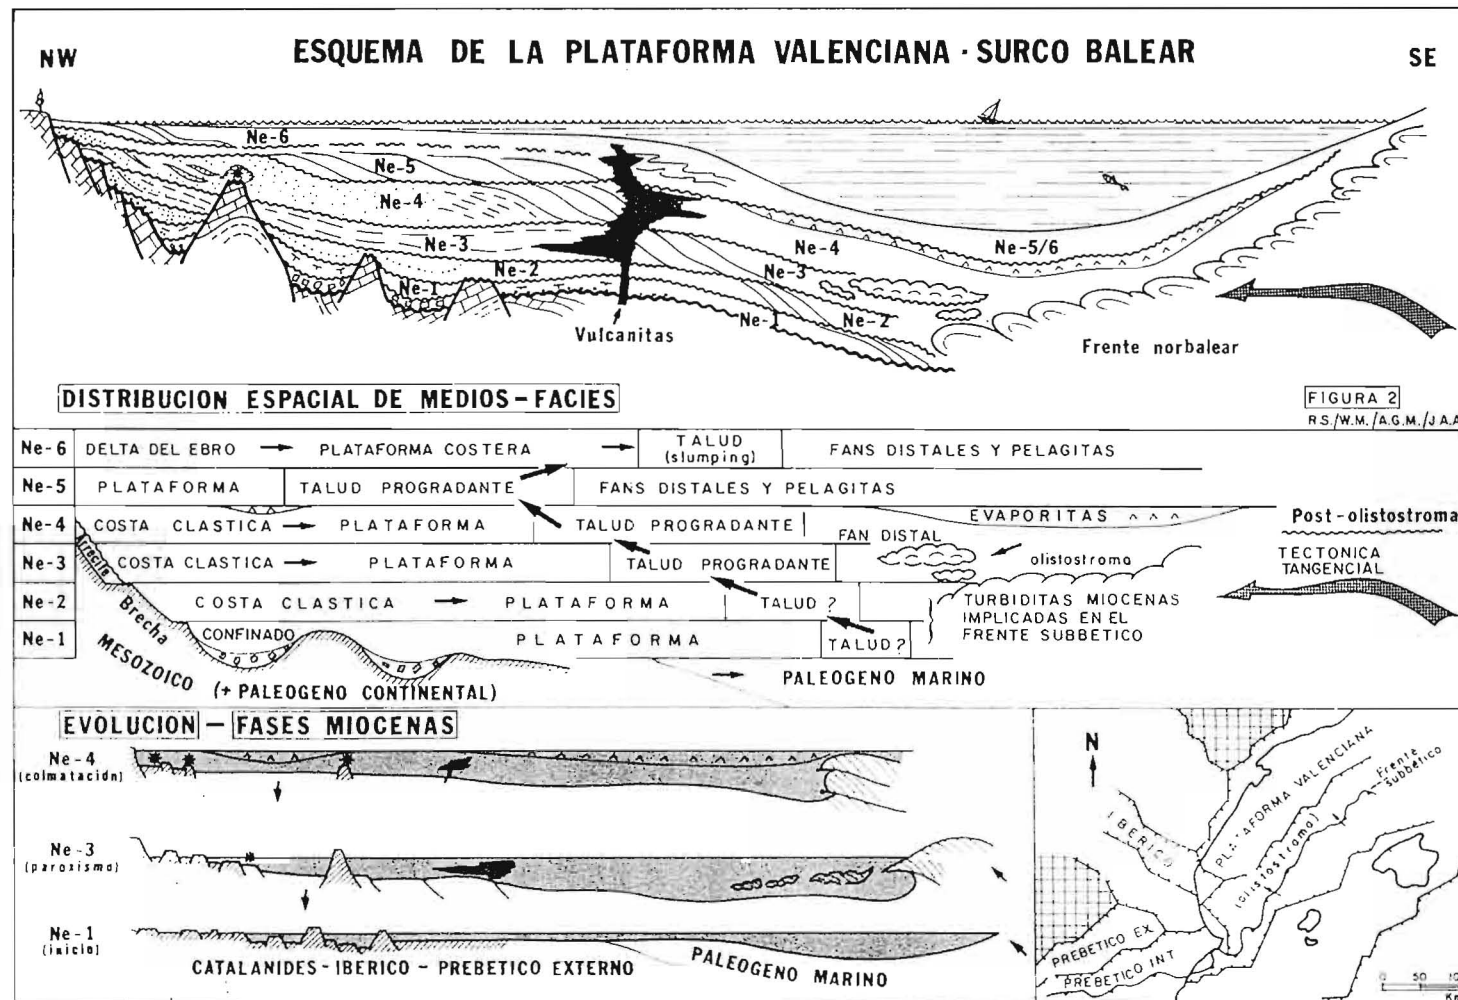 ESQUEMA DE LA PLATAFORMA VALENCIANA · SURCO BALEAR
NW
SE
Ne-6
Ne-5
Ne-4
Ne-3
Ne-2
Ne-1
Ne-4
Ne-3
Ne-5/6
Ne-1
Ne-2
Vulcanitas
Frente norbalear
DISTRIBUCION ESPACIAL DE MEDIOS-FACIES
FIGURA 2
R.S./W.M./A.G.M./J.A.A
Ne-6 DELTA DEL EBRO PLATAFORMA COSTERA TALUD (slumping) FANS DISTALES Y PELAGITAS
Ne-5 PLATAFORMA TALUD PROGRADANTE FANS DISTALES Y PELAGITAS
Ne-4 COSTA CLASTICA PLATAFORMA TALUD PROGRADANTE FAN DISTAL EVAPORITAS Post-olistostroma
Ne-3 Arrecife COSTA CLASTICA PLATAFORMA TALUD PROGRADANTE olistostroma TECTONICA TANGENCIAL
Ne-2 Brecha COSTA CLASTICA PLATAFORMA TALUD ? TURBIDITAS MIOCENAS
IMPLICADAS EN EL
FRENTE SUBBETICO
Ne-1 CONFINADO PLATAFORMA TALUD ?
MESOZOICO (+ PALEOGENO CONTINENTAL) PALEOGENO MARINO
EVOLUCION - FASES MIOCENAS
Ne-4
(colmatación)
Ne-3
(paroxismo)
Ne-1
(inicio)
CATALANIDES-IBERICO - PREBETICO EXTERNO
PALEOGENO MARINO
N
IBERICO
PLATAFORMA VALENCIANA
Frente
subbético
(olistostroma)
PREBETICO EX
PREBETICO INT
0 50 10
Km